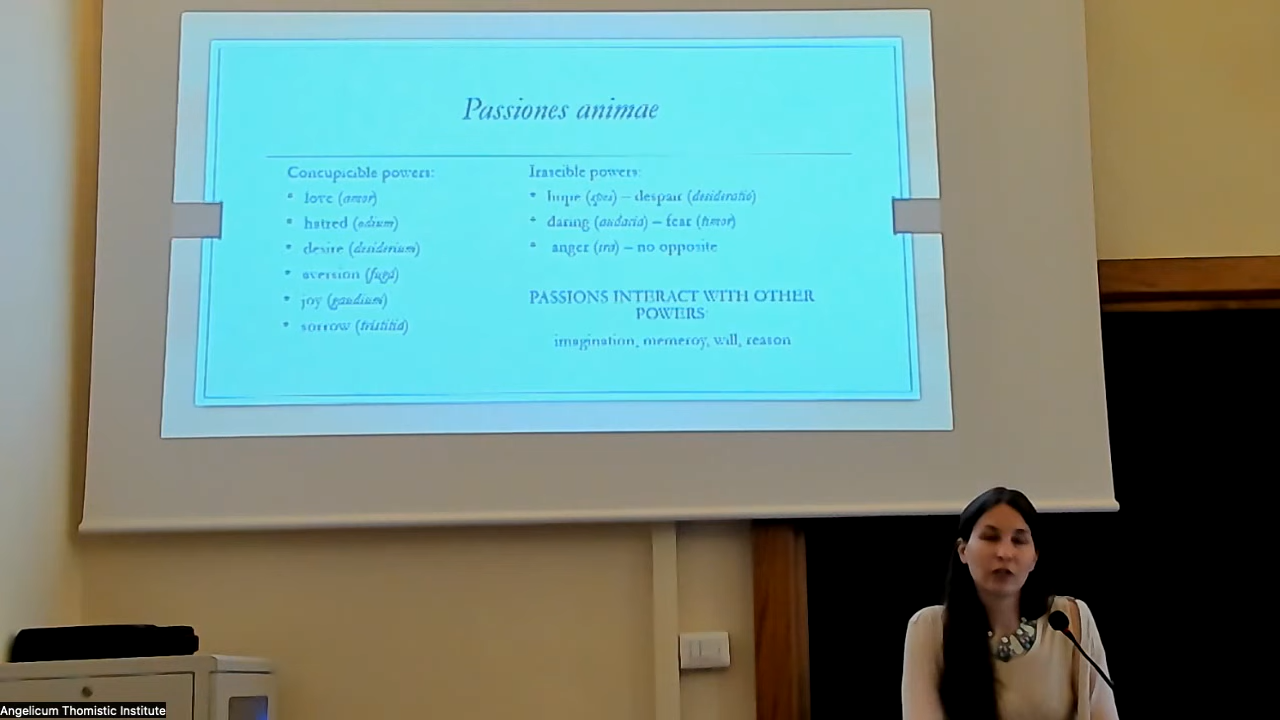 Passiones animae
Concupicible powers:
• love (amor)
• hatred (odium)
• desire (desiderium)
• aversion (fuga)
• joy (gaudium)
• sorrow (tristitia)
Irascible powers:
• hope (spes) – despair (desideratio)
• daring (audacia) – fear (timor)
• anger (ira) – no opposite
PASSIONS INTERACT WITH OTHER
POWERS:
imagination, memeroy, will, reason
Angelicum Thomistic Institute